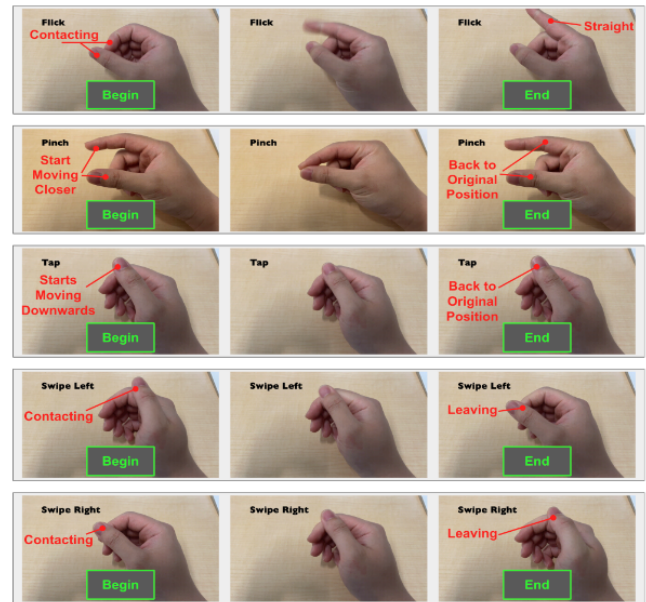 Flick
Contacting
Begin
Flick
Flick
Straight
End
Pinch
Start
Moving
Closer
Begin
Pinch
Pinch
Back to
Original
Position
End
Tap
Starts
Moving
Downwards
Begin
Tap
Tap
Back to
Original
Position
End
Swipe Left
Contacting
Begin
Swipe Left
Swipe Left
Leaving
End
Swipe Right
Contacting
Begin
Swipe Right
Swipe Right
Leaving
End